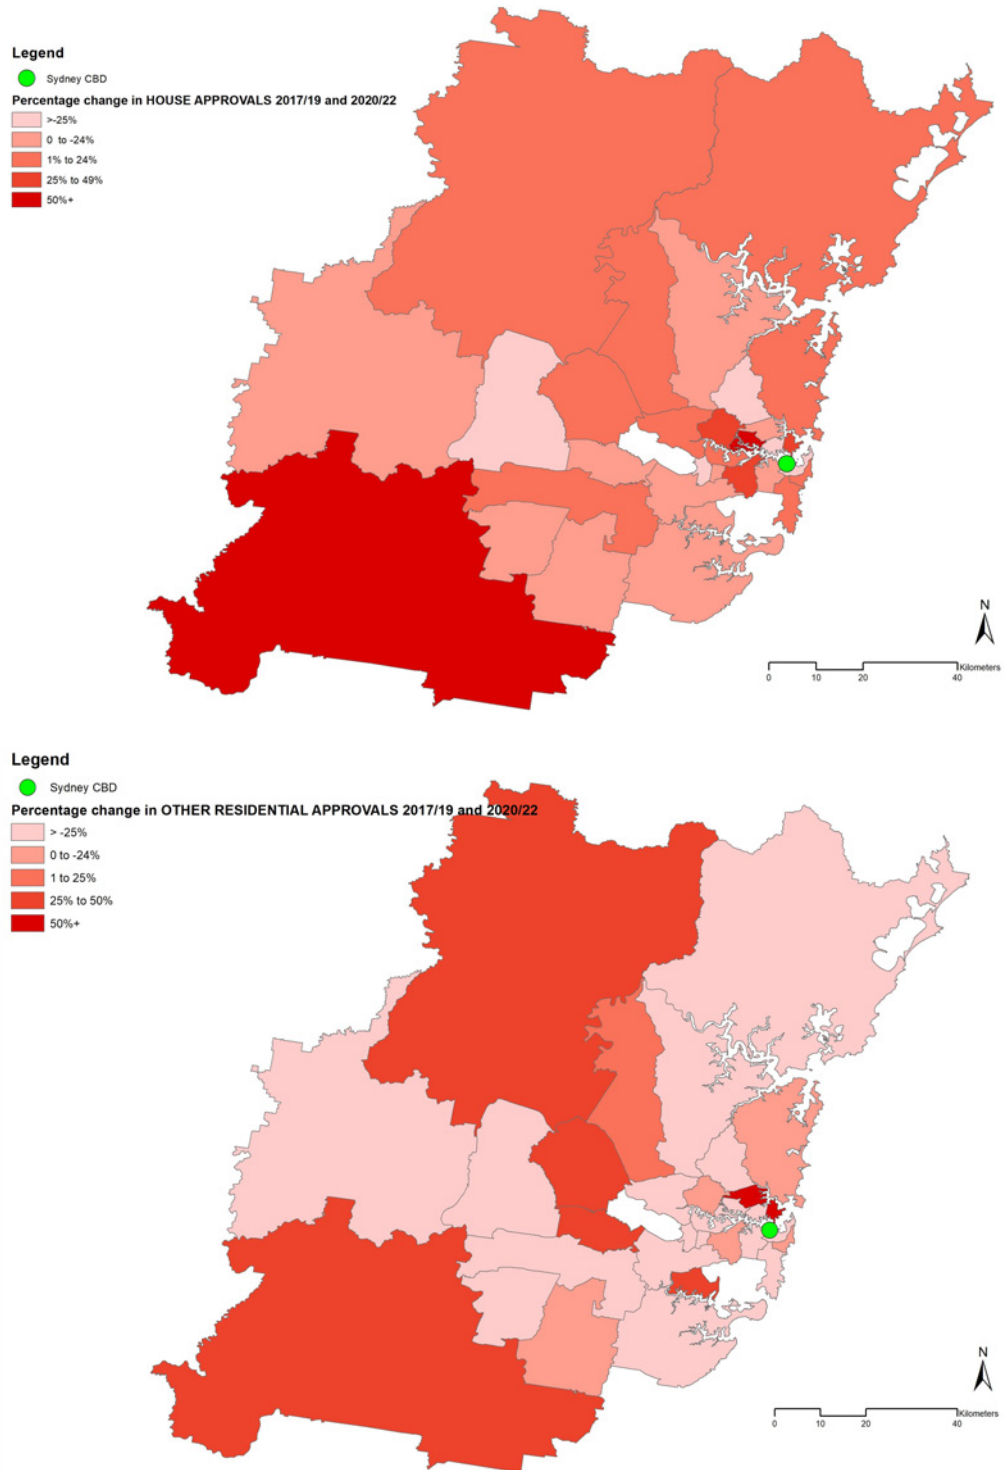 Legend
Sydney CBD
Percentage change in HOUSE APPROVALS 2017/19 and 2020/22
>-25%
0 to -24%
1% to 24%
25% to 49%
50%+
N
Kilometers
0 10 20 40
Legend
Sydney CBD
Percentage change in OTHER RESIDENTIAL APPROVALS 2017/19 and 2020/22
> -25%
0 to -24%
1 to 25%
25% to 50%
50%+
N
Kilometers
0 10 20 40